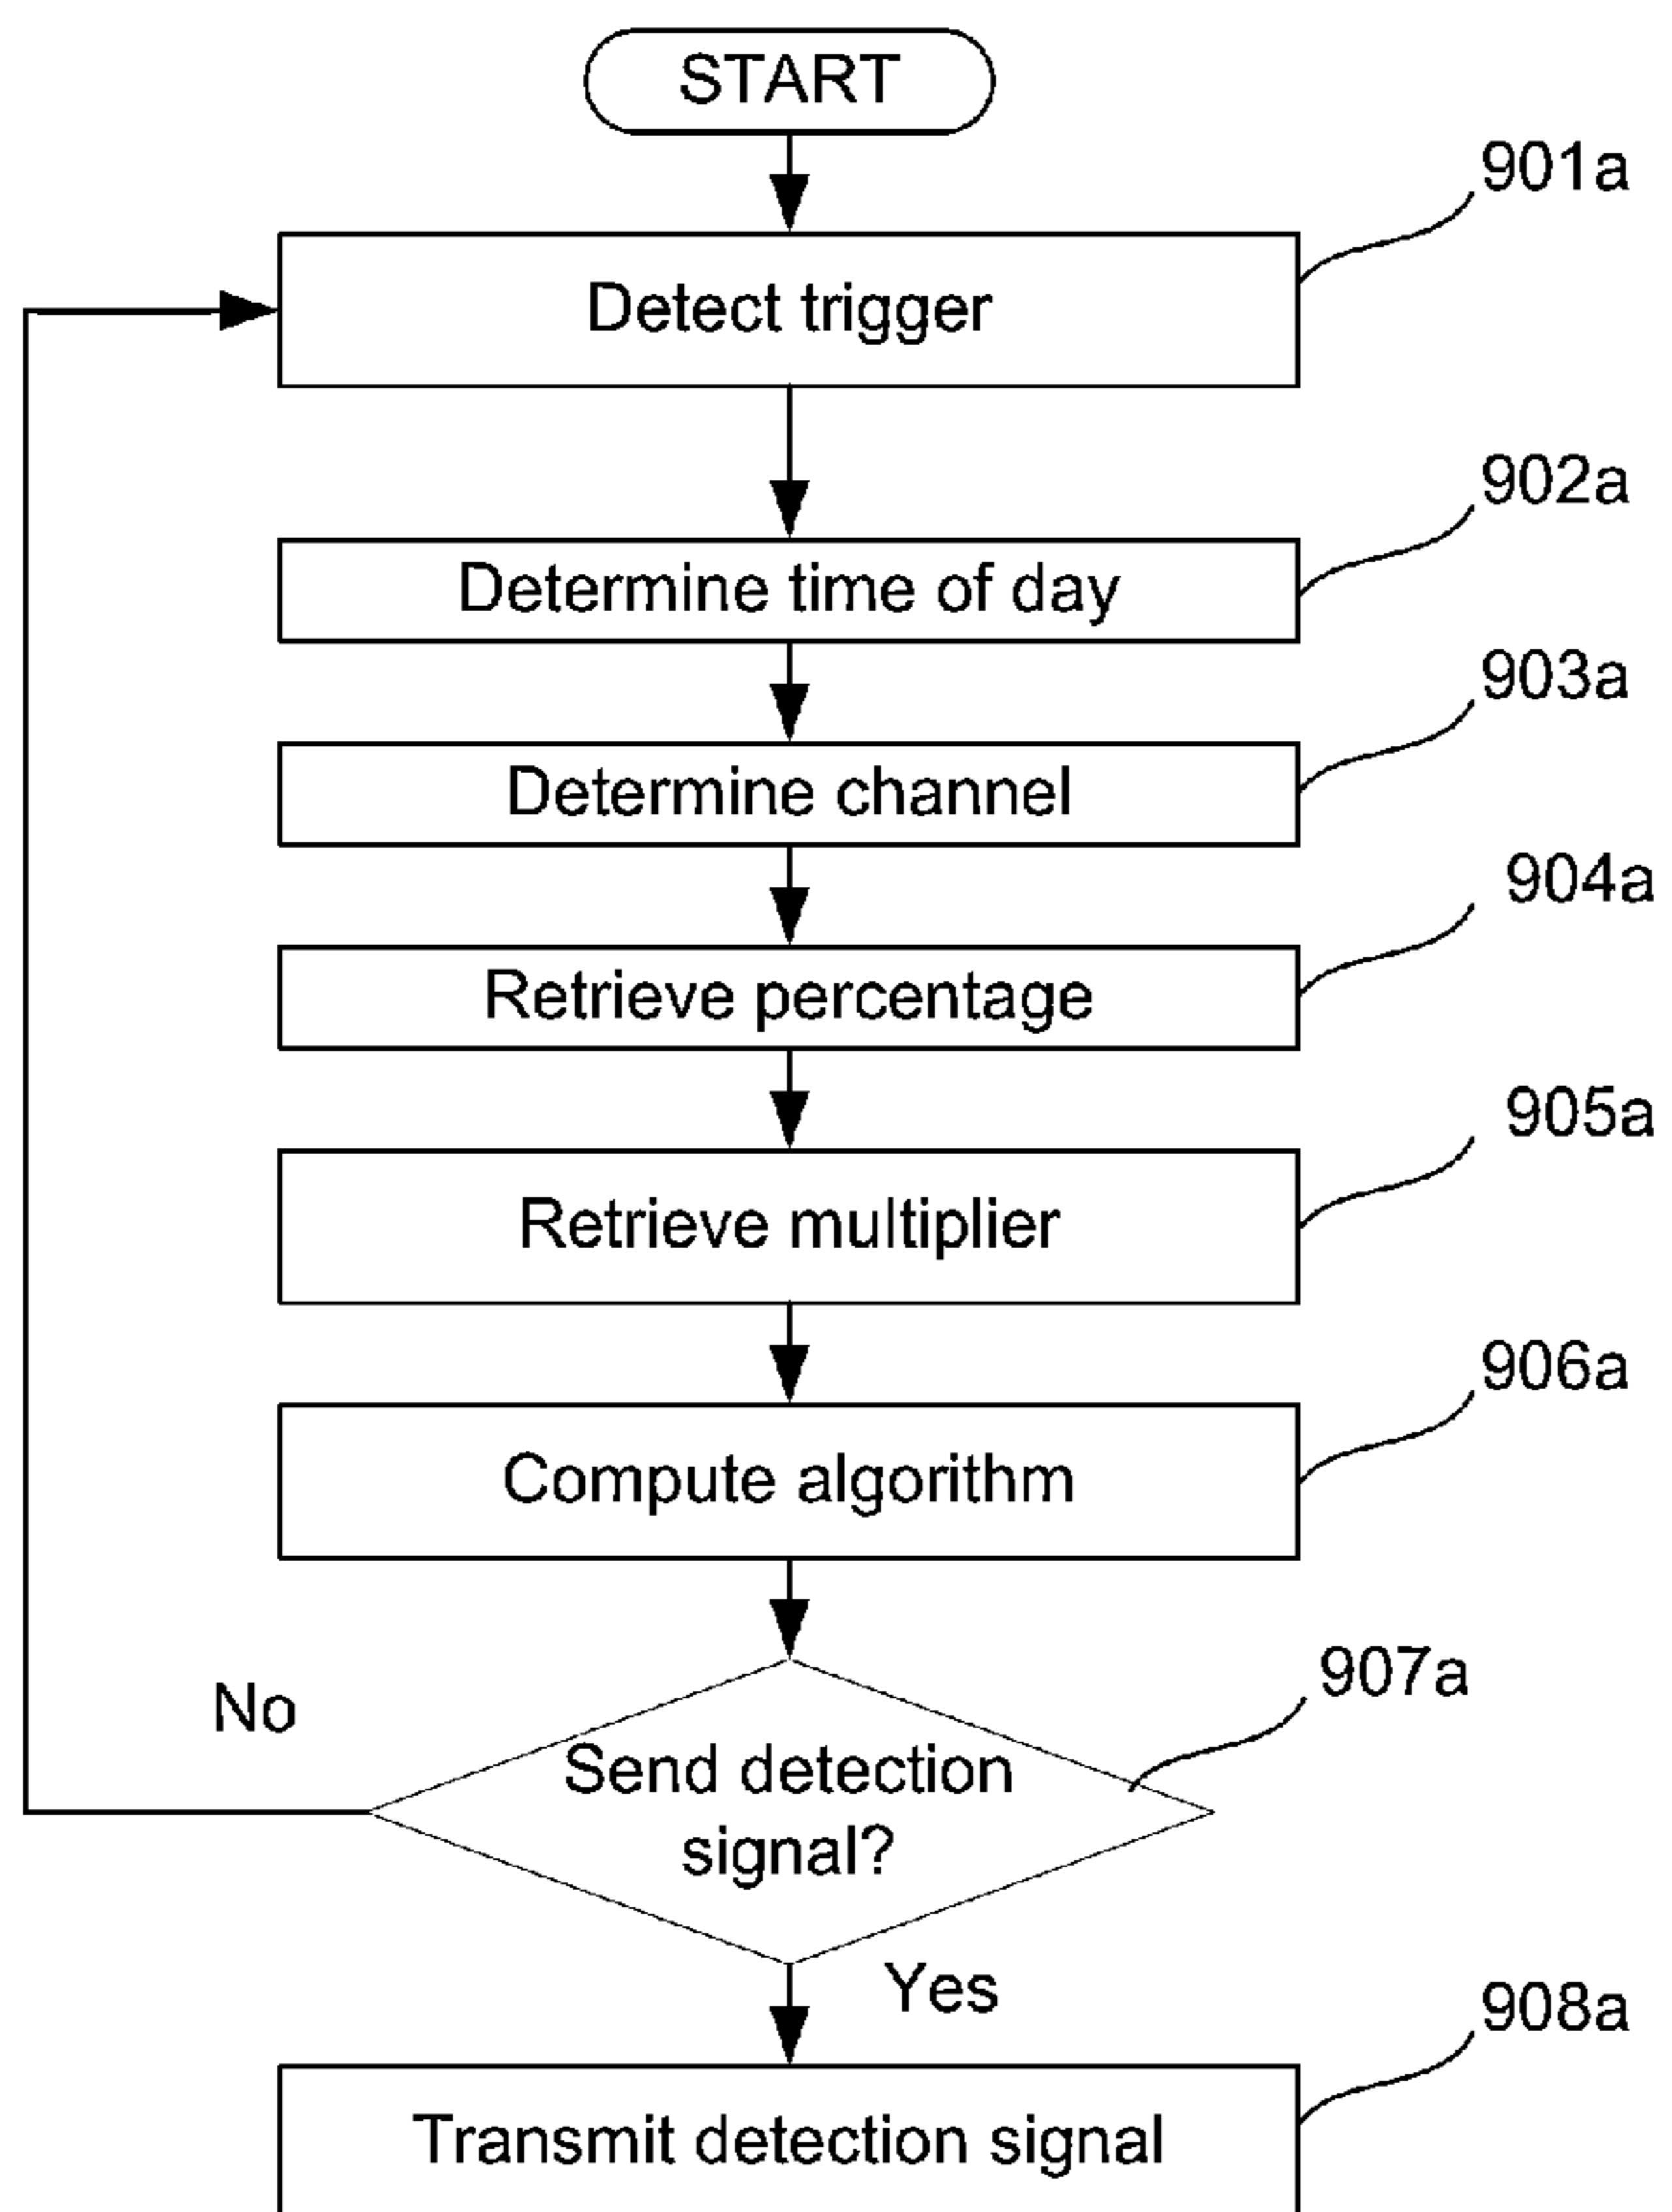 START
901a
Detect trigger
902a
Determine time of day
903a
Determine channel
904a
Retrieve percentage
905a
Retrieve multiplier
906a
Compute algorithm
907a
No
Send detection
signal?
Yes
908a
Transmit detection signal